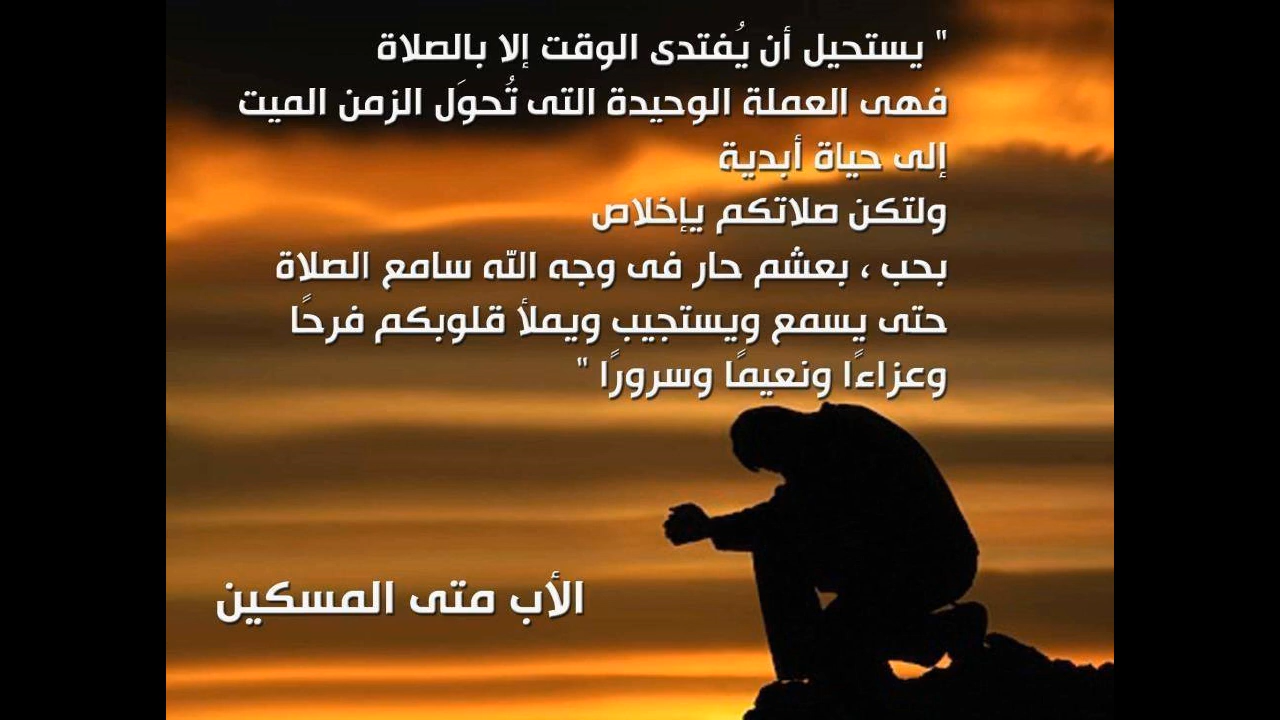 " يستحيل أن يُفتدى الوقت إلا بالصلاة
فهى العملة الوحيدة التى تُحوَل الزمن الميت
إلى حياة أبدية
ولتكن صلاتكم يإخلاص
بحب ، بعشم حار فى وجه الله سامع الصلاة
حتى يسمع ويستجيب ويملأ قلوبكم فرحًا
وعزاءًا ونعيمًا وسرورًا "
الأب متى المسكين